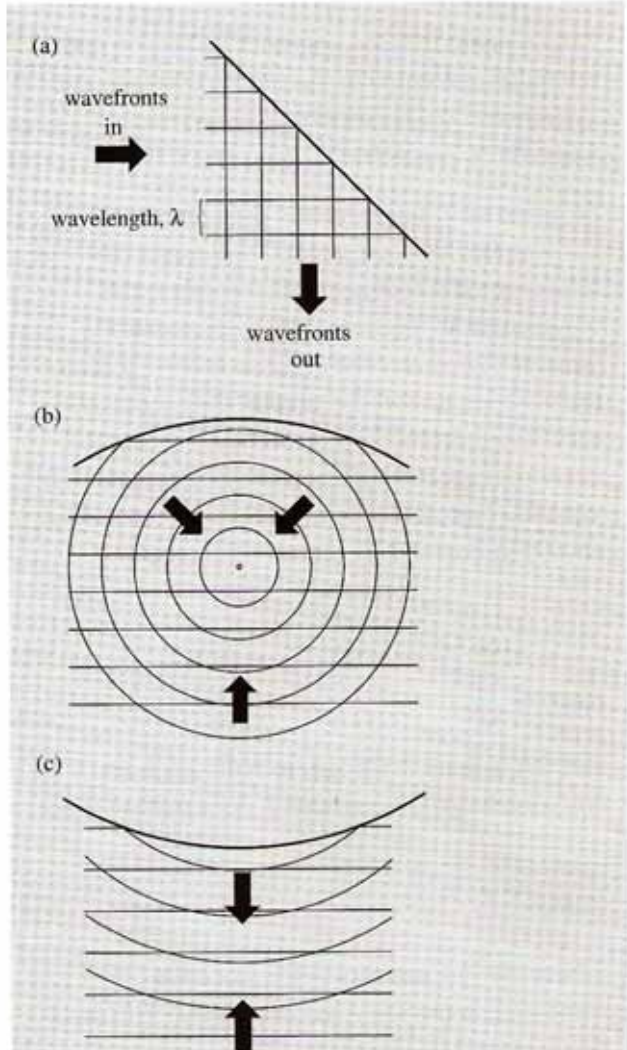 (a)
wavefronts
in
wavelength, λ
wavefronts
out
(b)
(c)